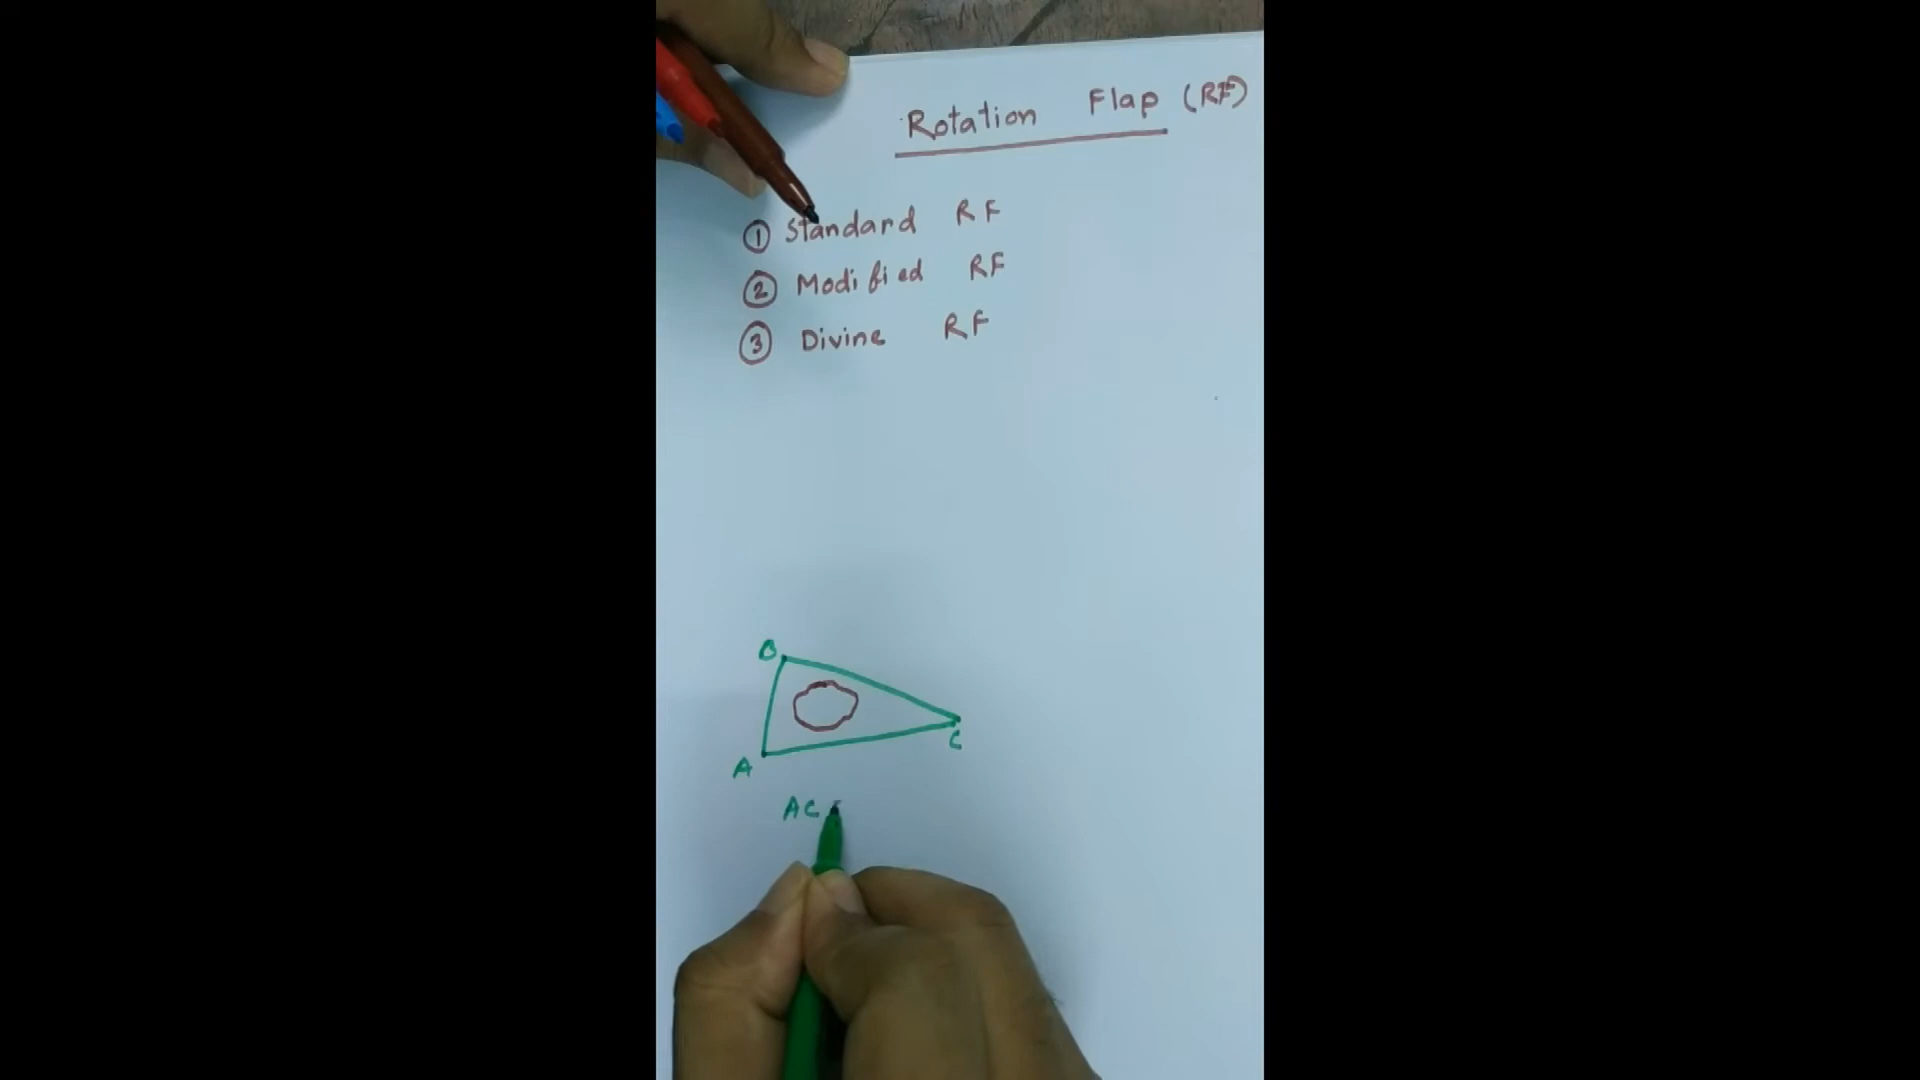 Rotation Flap (RF)
① Standard RF
② Modified RF
③ Divine RF
B
C
A
AC